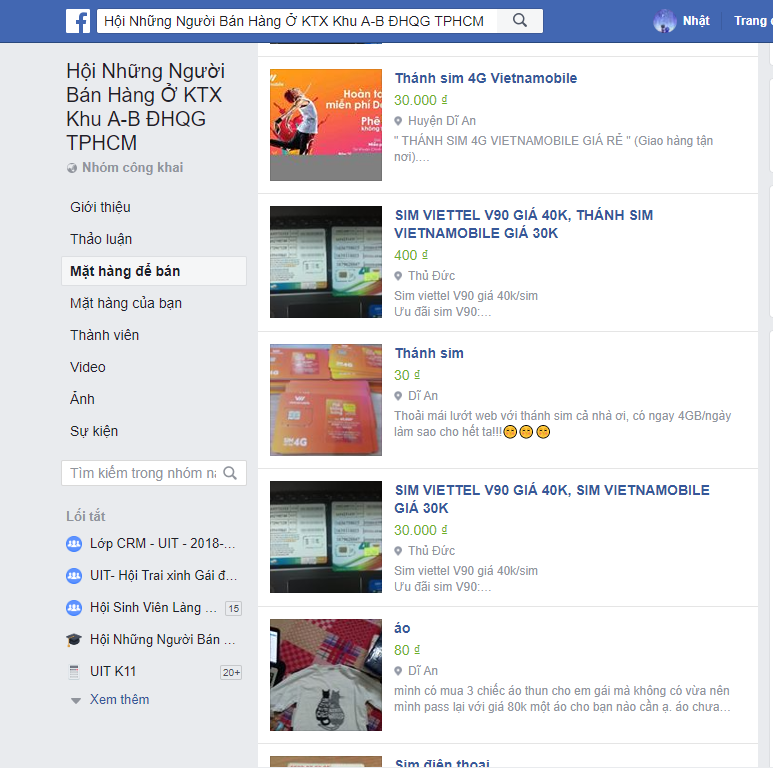 Hội Những Người Bán Hàng Ở KTX Khu A-B ĐHQG TPHCM
Nhật
Trang c
Hội Những Người
Bán Hàng Ở KTX
Khu A-B ĐHQG
TPHCM
Nhóm công khai
Giới thiệu
Thảo luận
Mặt hàng để bán
Mặt hàng của bạn
Thành viên
Video
Ảnh
Sự kiện
Tìm kiếm trong nhóm nà
Lối tắt
Lớp CRM - UIT - 2018-...
UIT- Hội Trai xinh Gái đ...
Hội Sinh Viên Làng ... 15
Hội Những Người Bán ...
UIT K11 20+
Xem thêm
Hoàn to
miễn phí Da
Phê
Thánh sim 4G Vietnamobile
30.000 ₫
Huyện Dĩ An
" THÁNH SIM 4G VIETNAMOBILE GIÁ RẺ " (Giao hàng tận
nơi)....
SIM VIETTEL V90 GIÁ 40K, THÁNH SIM
VIETNAMOBILE GIÁ 30K
400 ₫
Thủ Đức
Sim viettel V90 giá 40k/sim
Ưu đãi sim V90:...
SIM 4G
Thánh sim
30 ₫
Dĩ An
Thoải mái lướt web với thánh sim cả nhà ơi, có ngay 4GB/ngày
làm sao cho hết ta!!!😁😁😁
SIM VIETTEL V90 GIÁ 40K, SIM VIETNAMOBILE
GIÁ 30K
30.000 ₫
Thủ Đức
Sim viettel V90 giá 40k/sim
Ưu đãi sim V90:...
áo
80 ₫
Dĩ An
mình có mua 3 chiếc áo thun cho em gái mà không có vừa nên
mình pass lại với giá 80k một áo cho bạn nào cần ạ. áo chưa...
Sim điện thoại